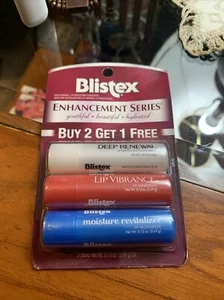 Blistex
ENHANCEMENT SERIES
youthful • beautiful • hydrated
BUY 2 GET 1 FREE
DEEP RENEWAL
Blistex
LIP VIBRANCE
Blistex
moisture revitalizer